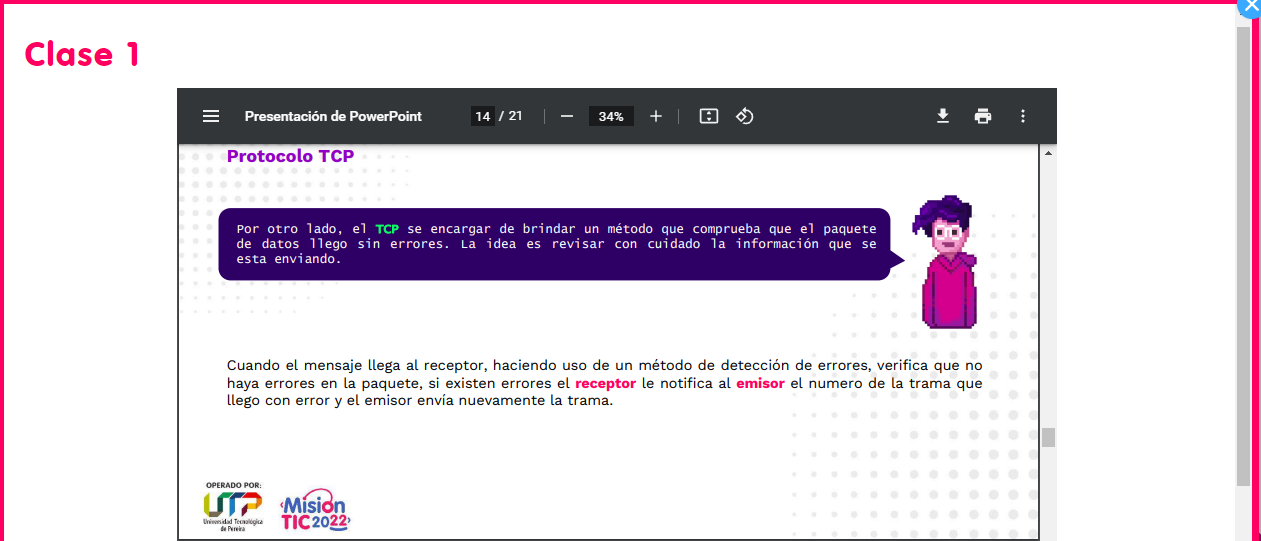 Clase 1
Presentación de PowerPoint
14 / 21
34%
Protocolo TCP
Por otro lado, el TCP se encargar de brindar un método que comprueba que el paquete
de datos llego sin errores. La idea es revisar con cuidado la información que se
esta enviando.
Cuando el mensaje llega al receptor, haciendo uso de un método de detección de errores, verifica que no
haya errores en la paquete, si existen errores el receptor le notifica al emisor el numero de la trama que
llego con error y el emisor envía nuevamente la trama.
OPERADO POR:
UTP
Universidad Tecnológica
de Pereira
Misión
TIC 2022